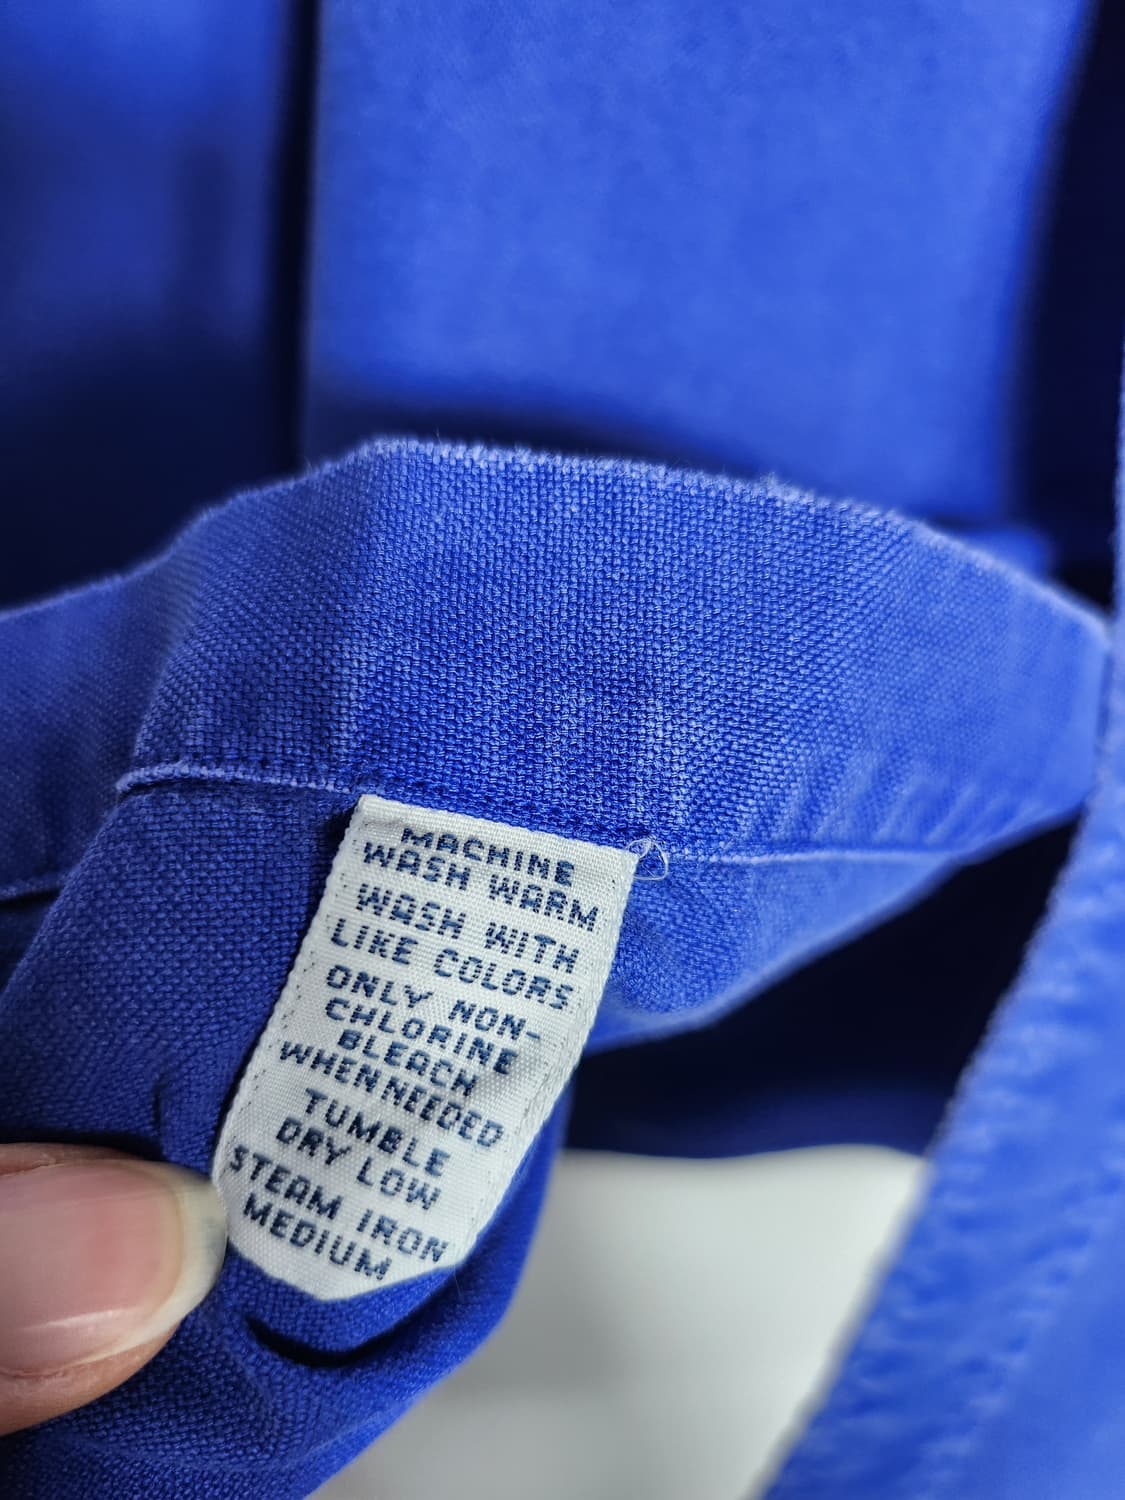 MACHINE
WASH WARM
WASH WITH
LIKE COLORS
ONLY NON-
CHLORINE
BLEACH
WHEN NEEDED
TUMBLE
DRY LOW
STEAM IRON
MEDIUM